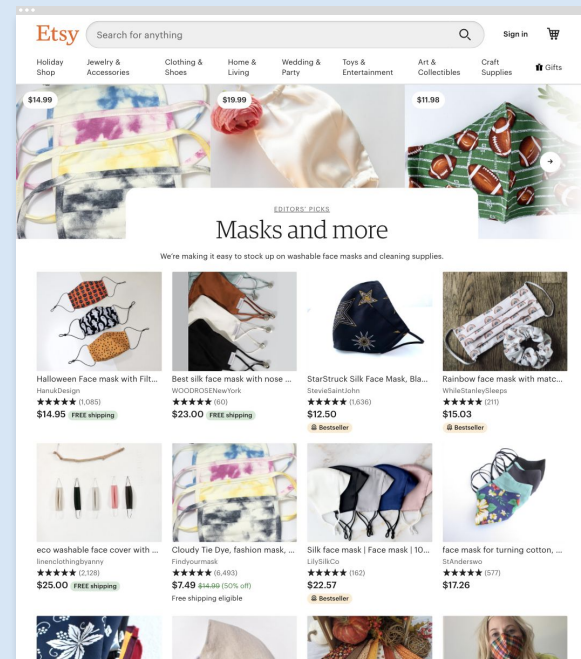 Etsy
Search for anything
Sign in
Holiday Shop
Jewelry & Accessories
Clothing & Shoes
Home & Living
Wedding & Party
Toys & Entertainment
Art & Collectibles
Craft Supplies
Gifts
$14.99
$19.99
$11.98
EDITORS' PICKS
Masks and more
We're making it easy to stock up on washable face masks and cleaning supplies.
Halloween Face mask with Filt...
HanukDesign
★★★★★ (1,085)
$14.95 FREE shipping
Best silk face mask with nose ...
WOODROSENewYork
★★★★★ (60)
$23.00 FREE shipping
StarStruck Silk Face Mask, Bla...
StevieSaintJohn
★★★★★ (1,636)
$12.50
Bestseller
Rainbow face mask with matc...
WhileStanleySleeps
★★★★★ (211)
$15.03
Bestseller
eco washable face cover with ...
linenclothingbyanny
★★★★★ (2,128)
$25.00 FREE shipping
Cloudy Tie Dye, fashion mask, ...
Findyourmask
★★★★★ (6,493)
$7.49 $14.99 (50% off)
Free shipping eligible
Silk face mask | Face mask | 10...
LilySilkCo
★★★★★ (162)
$22.57
Bestseller
face mask for turning cotton, ...
StAnderswo
★★★★★ (577)
$17.26